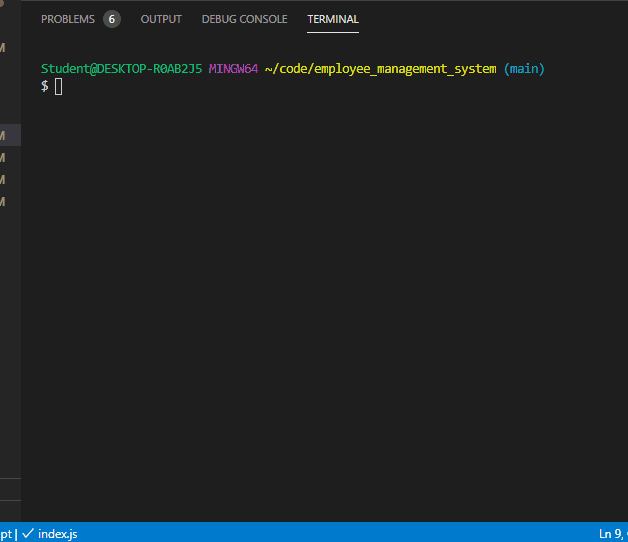 PROBLEMS 6 OUTPUT DEBUG CONSOLE TERMINAL
M
Student@DESKTOP-R0AB2J5 MINGW64 ~/code/employee_management_system (main)
$
M
M
M
M
pt | ✓ index.js Ln 9,